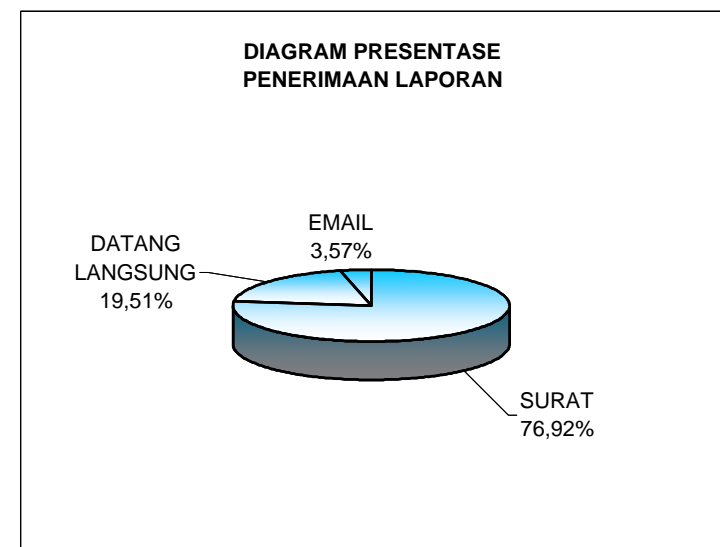 DIAGRAM PRESENTASE
PENERIMAAN LAPORAN
EMAIL
3,57%
DATANG
LANGSUNG
19,51%
SURAT
76,92%